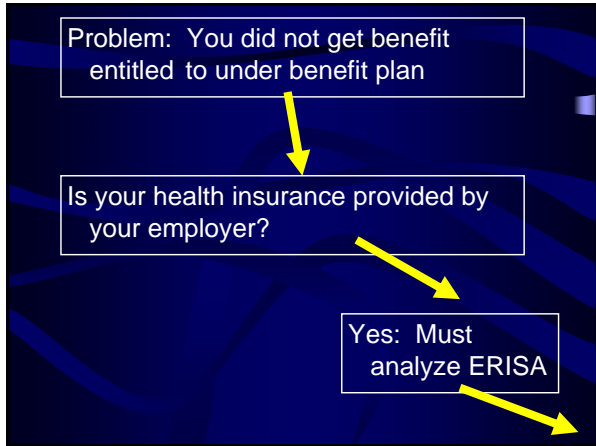 Problem: You did not get benefit
entitled to under benefit plan
Is your health insurance provided by
your employer?
Yes: Must
analyze ERISA